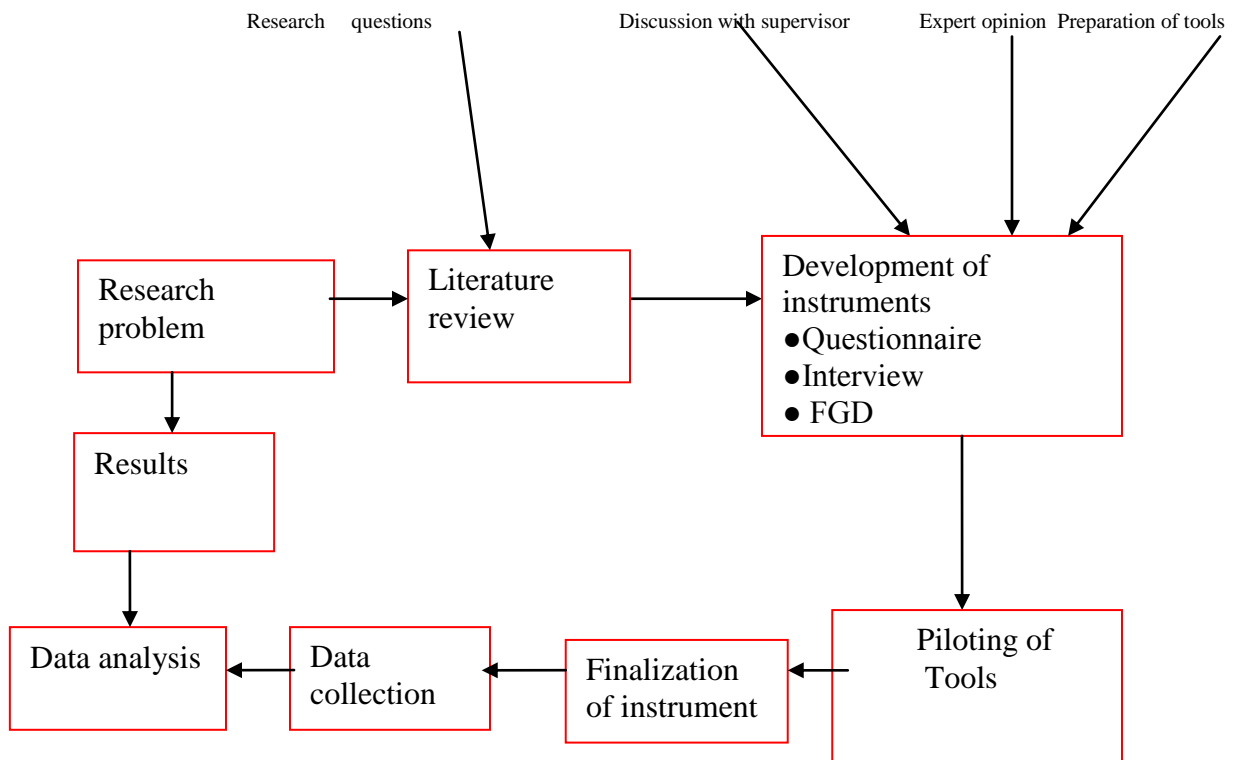 Research questions
Discussion with supervisor
Expert opinion
Preparation of tools
Research
problem
Literature
review
Development of
instruments
●Questionnaire
●Interview
● FGD
Results
Data analysis
Data
collection
Finalization
of instrument
Piloting of
Tools